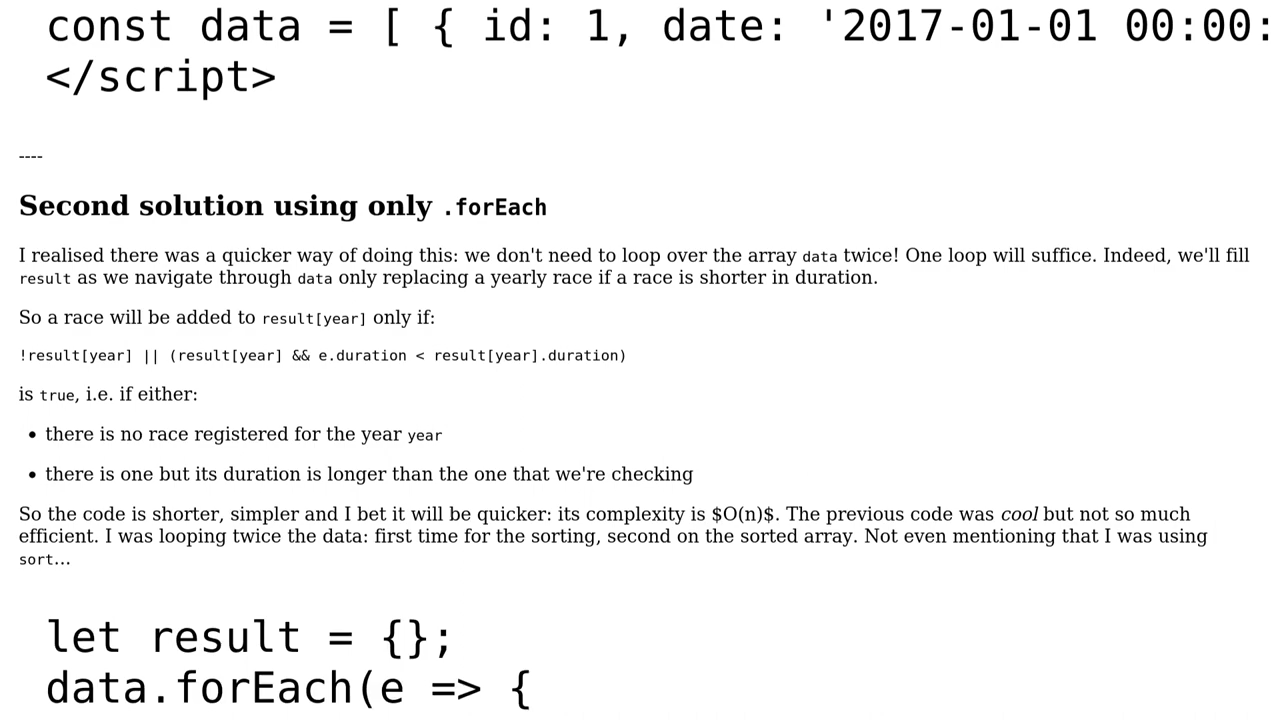 const data = [ { id: 1, date: '2017-01-01 00:00:
</script>
----
Second solution using only .forEach
I realised there was a quicker way of doing this: we don't need to loop over the array data twice! One loop will suffice. Indeed, we'll fill
result as we navigate through data only replacing a yearly race if a race is shorter in duration.
So a race will be added to result[year] only if:
!result[year] || (result[year] && e.duration < result[year].duration)
is true, i.e. if either:
• there is no race registered for the year year
• there is one but its duration is longer than the one that we're checking
So the code is shorter, simpler and I bet it will be quicker: its complexity is $O(n)$. The previous code was cool but not so much
efficient. I was looping twice the data: first time for the sorting, second on the sorted array. Not even mentioning that I was using
sort...
let result = {};
data.forEach(e => {